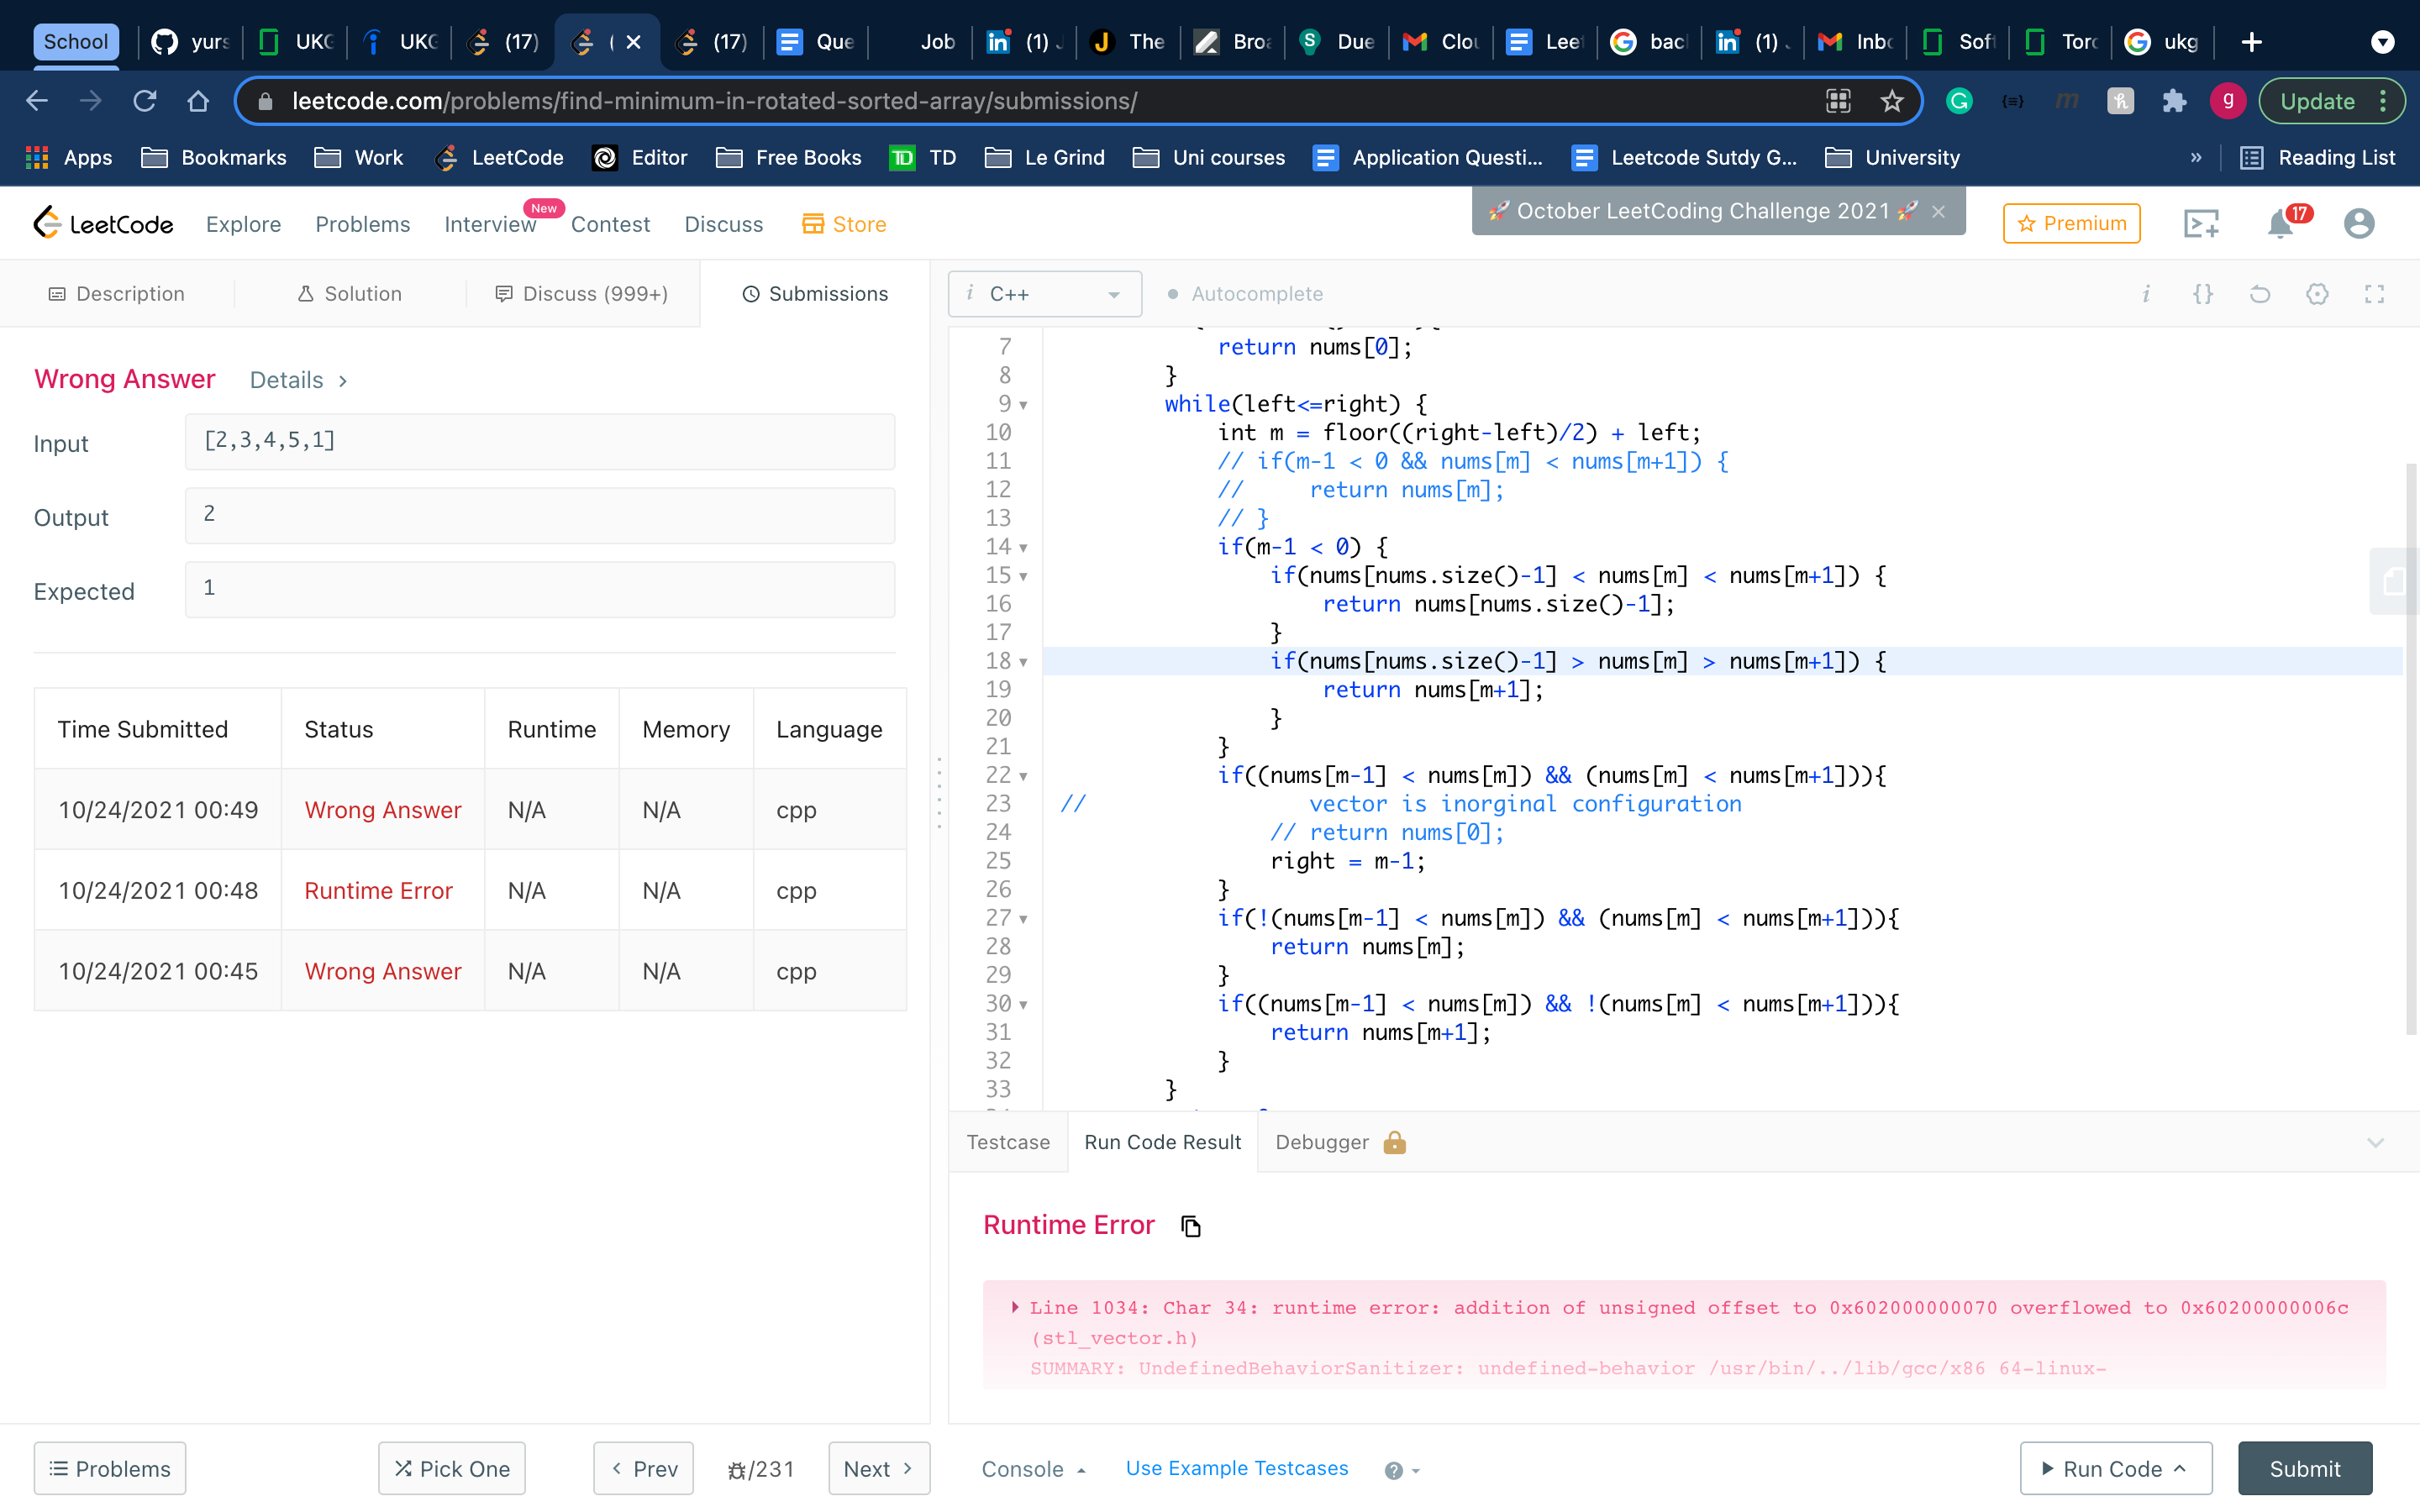 School yurs UKG UKG (17) ( (17) Que Job (1) J The Broa Due Clou Leet bac (1) . Inbo Soft Torc ukg
leetcode.com/problems/find-minimum-in-rotated-sorted-array/submissions/ g Update
Apps Bookmarks Work LeetCode Editor Free Books TD TD Le Grind Uni courses Application Questi... Leetcode Sutdy G... University » Reading List
LeetCode Explore Problems Interview New Contest Discuss Store 🚀 October LeetCoding Challenge 2021 🚀 × Premium 17
Description Solution Discuss (999+) Submissions
i C++ Autocomplete
Wrong Answer Details >
Input [2,3,4,5,1]
Output 2
Expected 1
Time Submitted Status Runtime Memory Language
10/24/2021 00:49 Wrong Answer N/A N/A cpp
10/24/2021 00:48 Runtime Error N/A N/A cpp
10/24/2021 00:45 Wrong Answer N/A N/A cpp
7 return nums[0];
8 }
9 while(left<=right) {
10 int m = floor((right-left)/2) + left;
11 // if(m-1 < 0 && nums[m] < nums[m+1]) {
12 // return nums[m];
13 // }
14 if(m-1 < 0) {
15 if(nums[nums.size()-1] < nums[m] < nums[m+1]) {
16 return nums[nums.size()-1];
17 }
18 if(nums[nums.size()-1] > nums[m] > nums[m+1]) {
19 return nums[m+1];
20 }
21 }
22 if((nums[m-1] < nums[m]) && (nums[m] < nums[m+1])){
23 // vector is inorginal configuration
24 // return nums[0];
25 right = m-1;
26 }
27 if(!(nums[m-1] < nums[m]) && (nums[m] < nums[m+1])){
28 return nums[m];
29 }
30 if((nums[m-1] < nums[m]) && !(nums[m] < nums[m+1])){
31 return nums[m+1];
32 }
33 }
Testcase Run Code Result Debugger
Runtime Error
Line 1034: Char 34: runtime error: addition of unsigned offset to 0x602000000070 overflowed to 0x60200000006c
(stl_vector.h)
SUMMARY: UndefinedBehaviorSanitizer: undefined-behavior /usr/bin/../lib/gcc/x86_64-linux-
Problems Pick One < Prev /231 Next > Console Use Example Testcases ? Run Code Submit